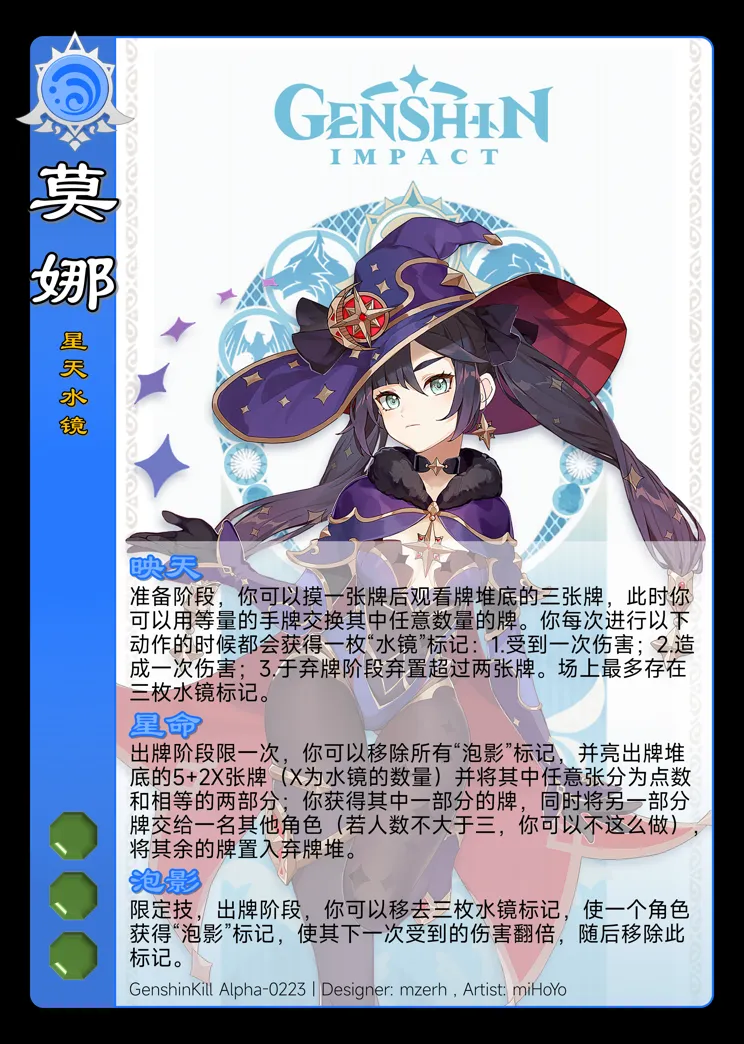 GENSHIN
IMPACT
莫
娜
星
天
水
镜
映天
准备阶段，你可以摸一张牌后观看牌堆底的三张牌，此时你
可以用等量的手牌交换其中任意数量的牌。你每次进行以下
动作的时候都会获得一枚“水镜”标记：1.受到一次伤害；2.造
成一次伤害；3.于弃牌阶段弃置超过两张牌。场上最多存在
三枚水镜标记。
星命
出牌阶段限一次，你可以移除所有“泡影”标记，并亮出牌堆
底的5+2X张牌（X为水镜的数量）并将其中任意张分为点数
和相等的两部分；你获得其中一部分的牌，同时将另一部分
牌交给一名其他角色（若人数不大于三，你可以不这么做），
将其余的牌置入弃牌堆。
泡影
限定技，出牌阶段，你可以移去三枚水镜标记，使一个角色
获得“泡影”标记，使其下一次受到的伤害翻倍，随后移除此
标记。
GenshinKill Alpha-0223 | Designer: mzerh , Artist: miHoYo